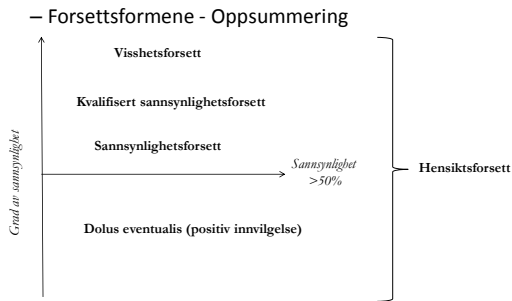 – Forsettsformene - Oppsummering
Visshetsforsett
Kvalifisert sannsynlighetsforsett
Sannsynlighetsforsett
Grad av sannsynlighet
Sannsynlighet
>50%
Hensiktsforsett
Dolus eventualis (positiv innvilgelse)